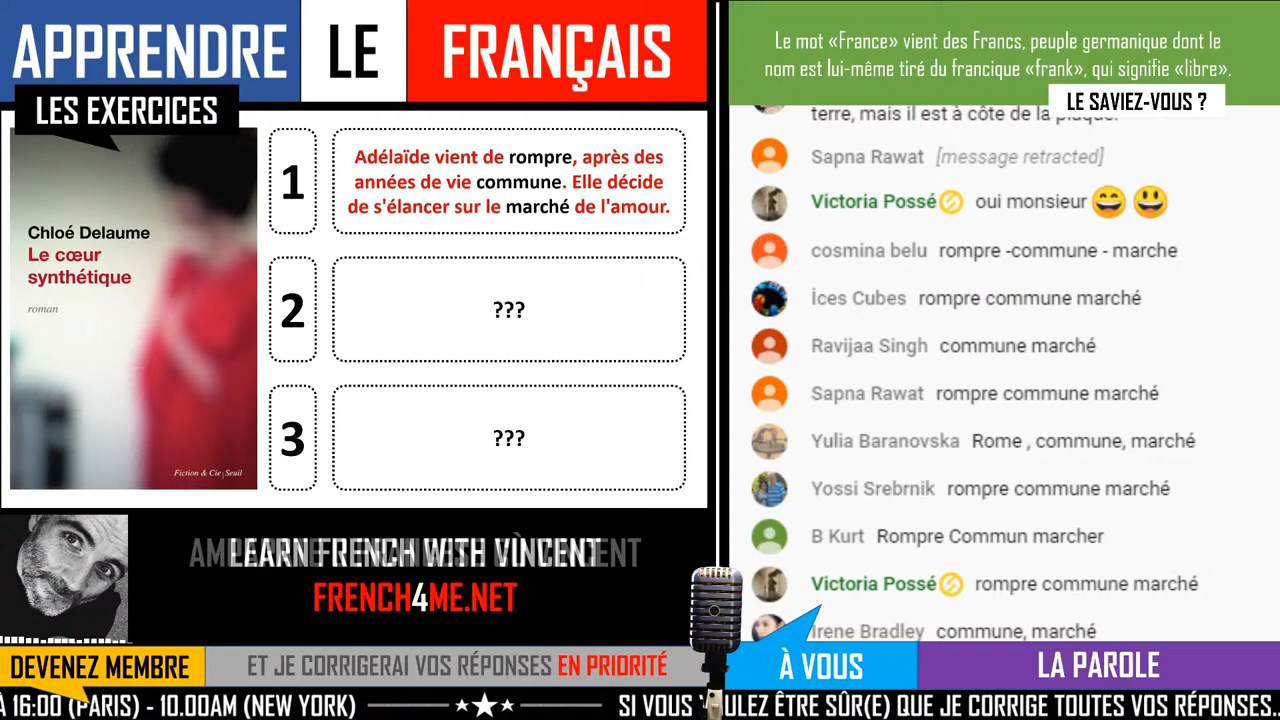 APPRENDRE LE FRANÇAIS
LES EXERCICES
Chloé Delaume
Le cœur
synthétique
roman
Fiction & Cie Seuil
1
Adélaïde vient de rompre, après des
années de vie commune. Elle décide
de s'élancer sur le marché de l'amour.
2
???
3
???
LEARN FRENCH WITH VINCENT
FRENCH4ME.NET
DEVENEZ MEMBRE
ET JE CORRIGERAI VOS RÉPONSES EN PRIORITÉ
Le mot «France» vient des Francs, peuple germanique dont le
nom est lui-même tiré du francique «frank», qui signifie «libre».
LE SAVIEZ-VOUS ?
terre, mais il est à côte de la plaque.
Sapna Rawat [message retracted]
Victoria Possé oui monsieur 😄 😃
cosmina belu rompre -commune - marche
İces Cubes rompre commune marché
Ravijaa Singh commune marché
Sapna Rawat rompre commune marché
Yulia Baranovska Rome , commune, marché
Yossi Srebrnik rompre commune marché
B Kurt Rompre Commun marcher
Victoria Possé rompre commune marché
Irene Bradley commune, marché
À VOUS
LA PAROLE
À 16:00 (PARIS) - 10.00AM (NEW YORK) SI VOUS VOULEZ ÊTRE SÛR(E) QUE JE CORRIGE TOUTES VOS RÉPONSES..